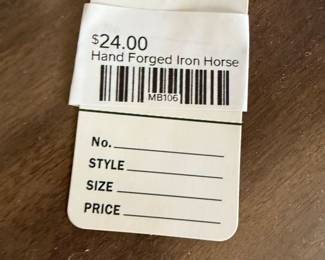 $24.00
Hand Forged Iron Horse
MB106
No.
STYLE
SIZE
PRICE